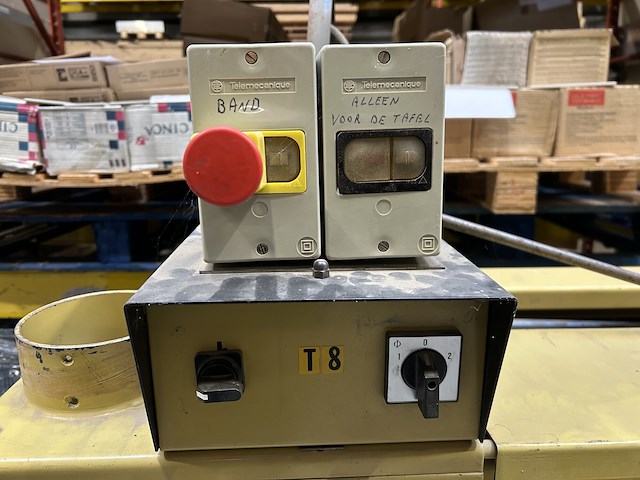 Telemecanique
BAND
Telemecanique
ALLEEN
VOOR DE TAFEL
T8
0
1 2